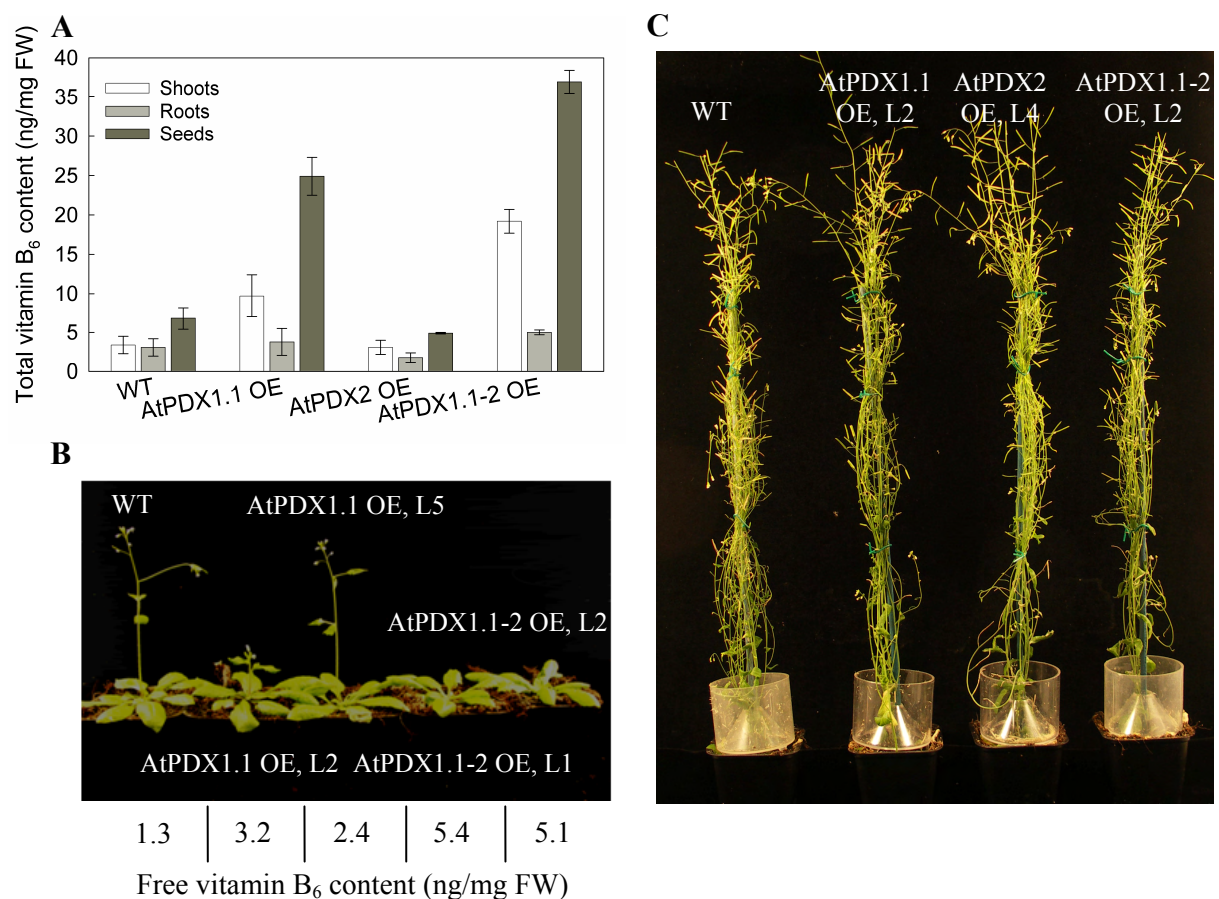 A
Total vitamin B6 content (ng/mg FW)
40
35
30
25
20
15
10
5
0
Shoots
Roots
Seeds
WT
AtPDX1.1 OE
AtPDX2 OE
AtPDX1.1-2 OE
B
WT
AtPDX1.1 OE, L5
AtPDX1.1-2 OE, L2
AtPDX1.1 OE, L2
AtPDX1.1-2 OE, L1
1.3
3.2
2.4
5.4
5.1
Free vitamin B6 content (ng/mg FW)
C
WT
AtPDX1.1
OE, L2
AtPDX2
OE, L4
AtPDX1.1-2
OE, L2